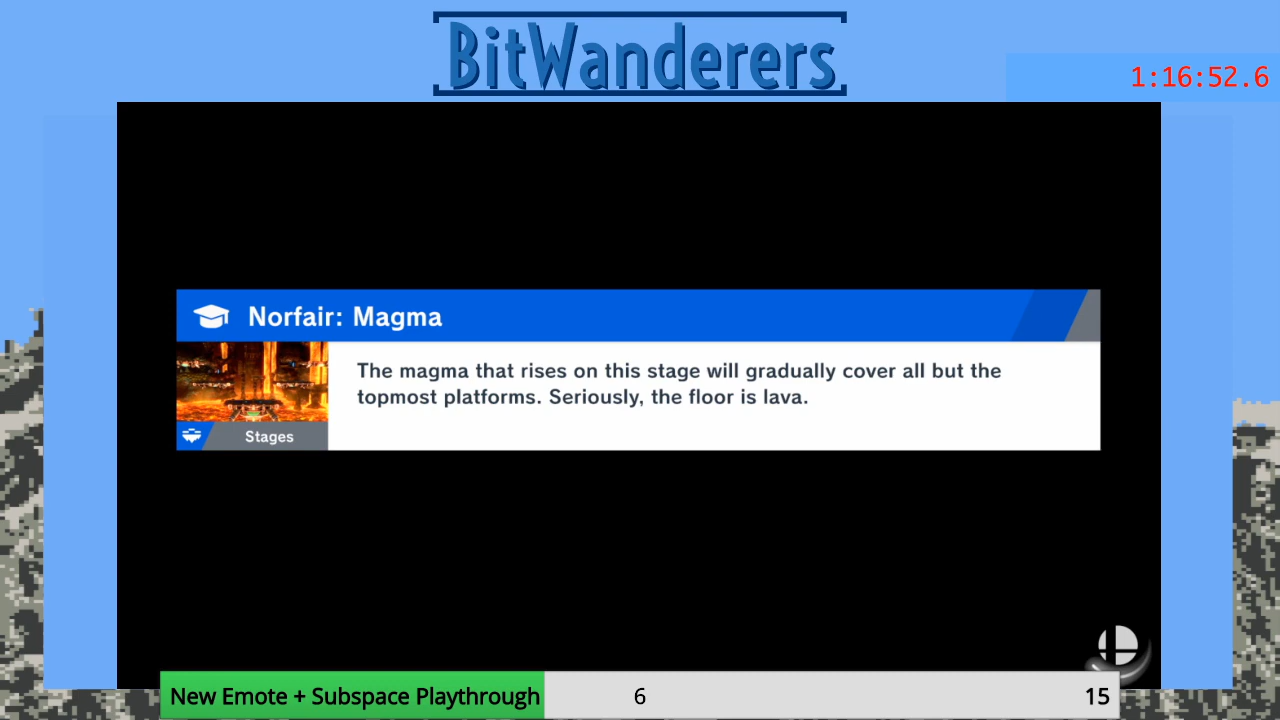 BitWanderers
1:16:52.6
Norfair: Magma
The magma that rises on this stage will gradually cover all but the
topmost platforms. Seriously, the floor is lava.
Stages
New Emote + Subspace Playthrough 6 15